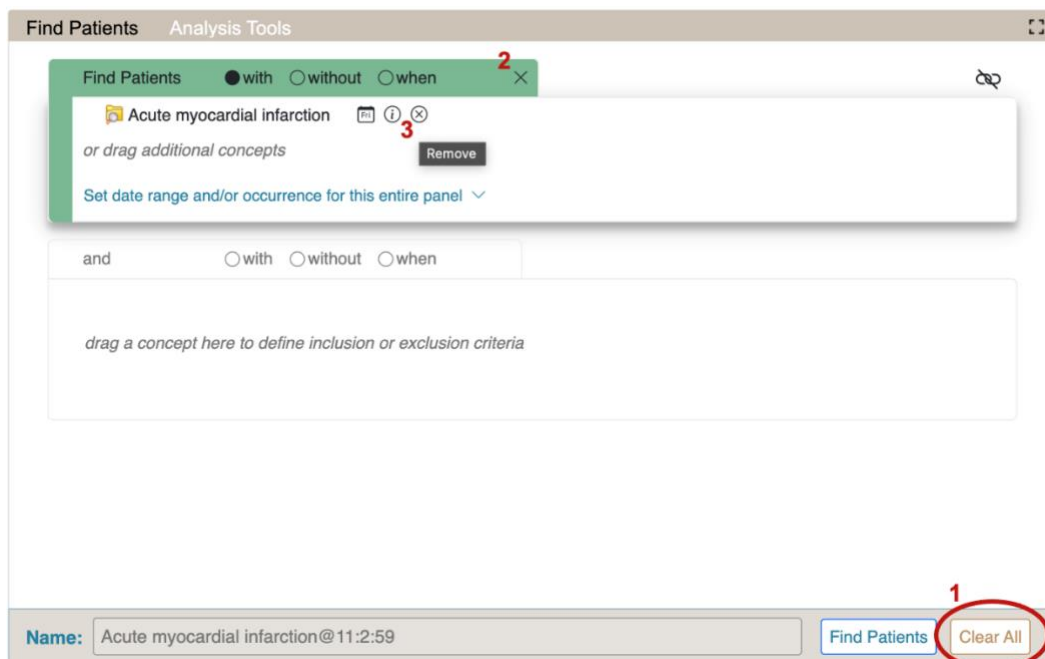 Find Patients Analysis Tools
2
Find Patients with without when
Acute myocardial infarction Fri i
3
or drag additional concepts Remove
Set date range and/or occurrence for this entire panel
and with without when
drag a concept here to define inclusion or exclusion criteria
1
Name: Acute myocardial infarction@11:2:59 Find Patients Clear All